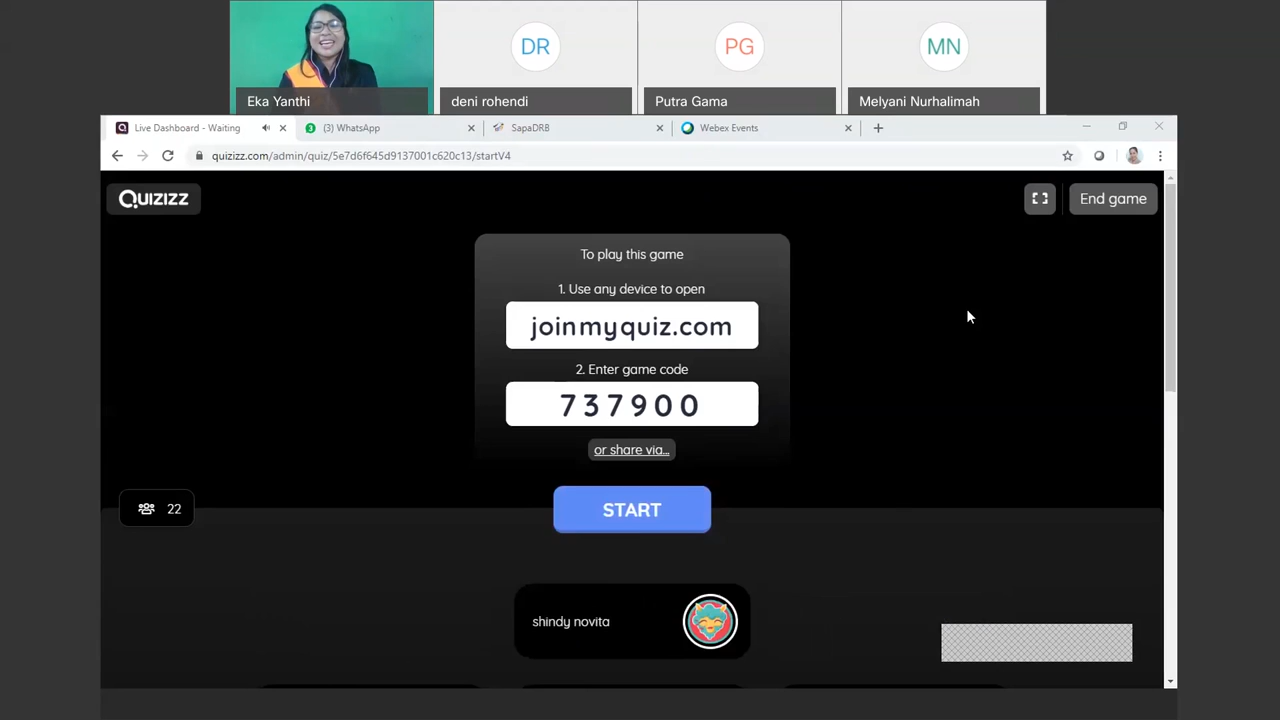 DR
PG
MN
Eka Yanthi
deni rohendi
Putra Gama
Melyani Nurhalimah
Live Dashboard - Waiting
(3) WhatsApp
SapaDRB
Webex Events
quizizz.com/admin/quiz/5e7d6f645d9137001c620c13/startV4
QUIZIZZ
End game
To play this game
1. Use any device to open
joinmyquiz.com
2. Enter game code
737900
or share via...
START
22
shindy novita